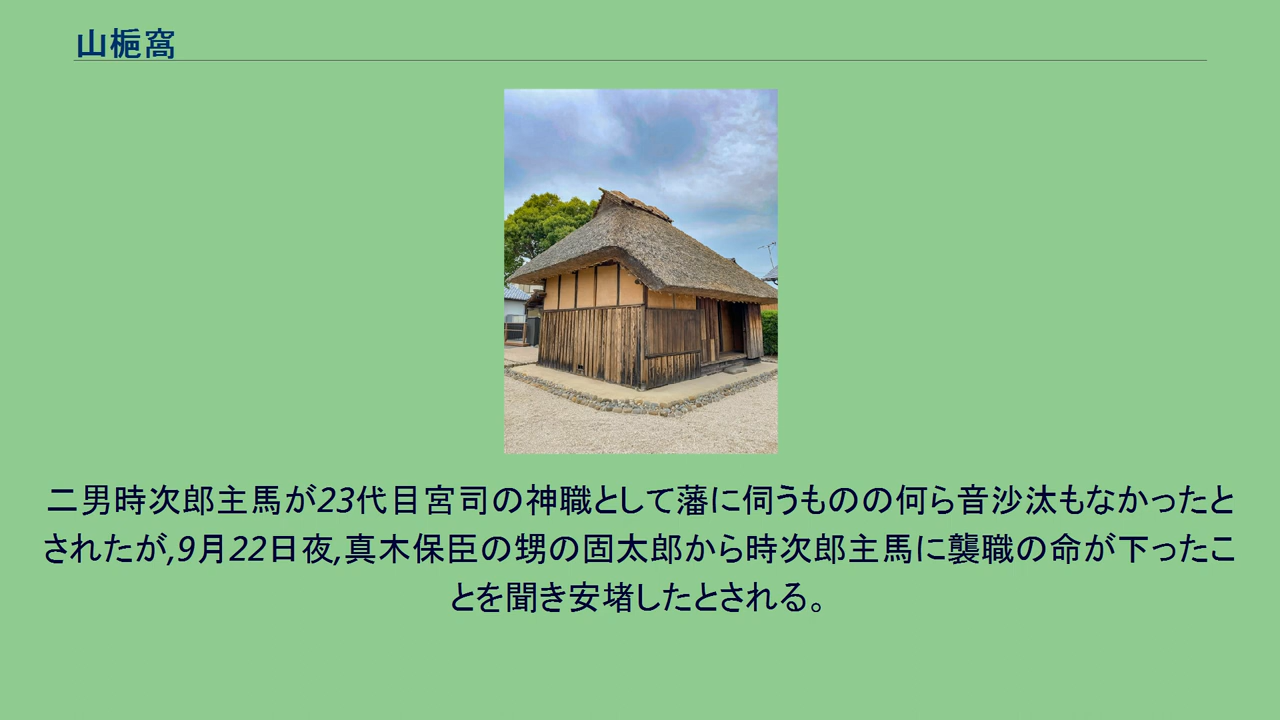 山梔窩
二男時次郎主馬が23代目宮司の神職として藩に伺うものの何ら音沙汰もなかったと
されたが,9月22日夜,真木保臣の甥の固太郎から時次郎主馬に襲職の命が下ったこ
とを聞き安堵したとされる。